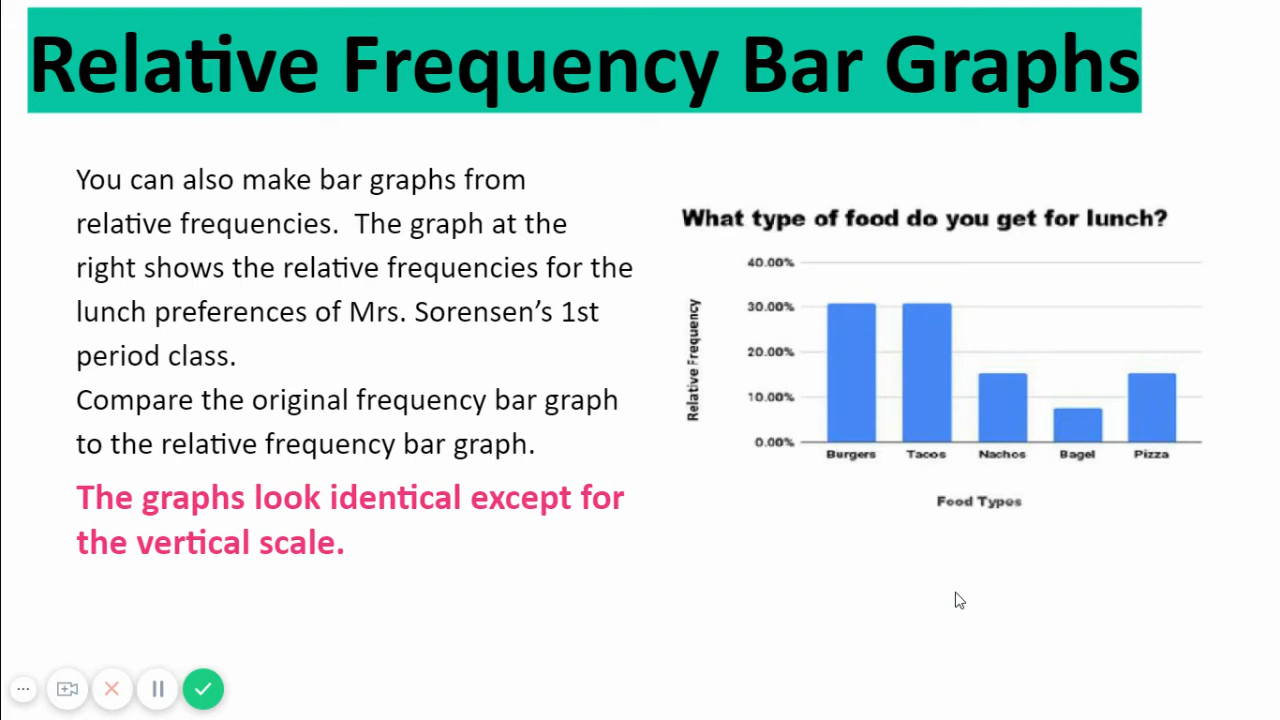 Relative Frequency Bar Graphs
You can also make bar graphs from
relative frequencies.  The graph at the
right shows the relative frequencies for the
lunch preferences of Mrs. Sorensen’s 1st
period class.
Compare the original frequency bar graph
to the relative frequency bar graph.
The graphs look identical except for
the vertical scale.
What type of food do you get for lunch?
Relative Frequency
40.00%
30.00%
20.00%
10.00%
0.00%
Burgers Tacos Nachos Bagel Pizza
Food Types